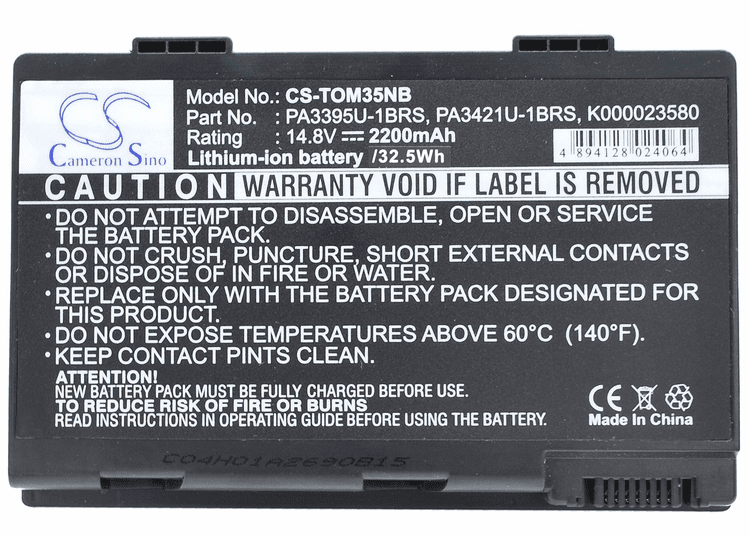 CS
Cameron Sino
Model No.: CS-TOM35NB
Part No. : PA3395U-1BRS, PA3421U-1BRS, K000023580
Rating : 14.8V 2200mAh
Lithium-ion battery /32.5Wh
4 894128 024064
CAUTION WARRANTY VOID IF LABEL IS REMOVED
• DO NOT ATTEMPT TO DISASSEMBLE, OPEN OR SERVICE
THE BATTERY PACK.
• DO NOT CRUSH, PUNCTURE, SHORT EXTERNAL CONTACTS
OR DISPOSE OF IN FIRE OR WATER.
• REPLACE ONLY WITH THE BATTERY PACK DESIGNATED FOR
THIS PRODUCT.
• DO NOT EXPOSE TEMPERATURES ABOVE 60°C (140°F).
• KEEP CONTACT PINTS CLEAN.
ATTENTION!
NEW BATTERY PACK MUST BE FULLY CHARGED BEFORE USE
TO REDUCE RISK OF FIRE OR BURNS
READ INSTRUCTIONS IN OPERATING GUIDE BEFORE USING BATTERY.
CE
Made In China
C04H01A2690B15